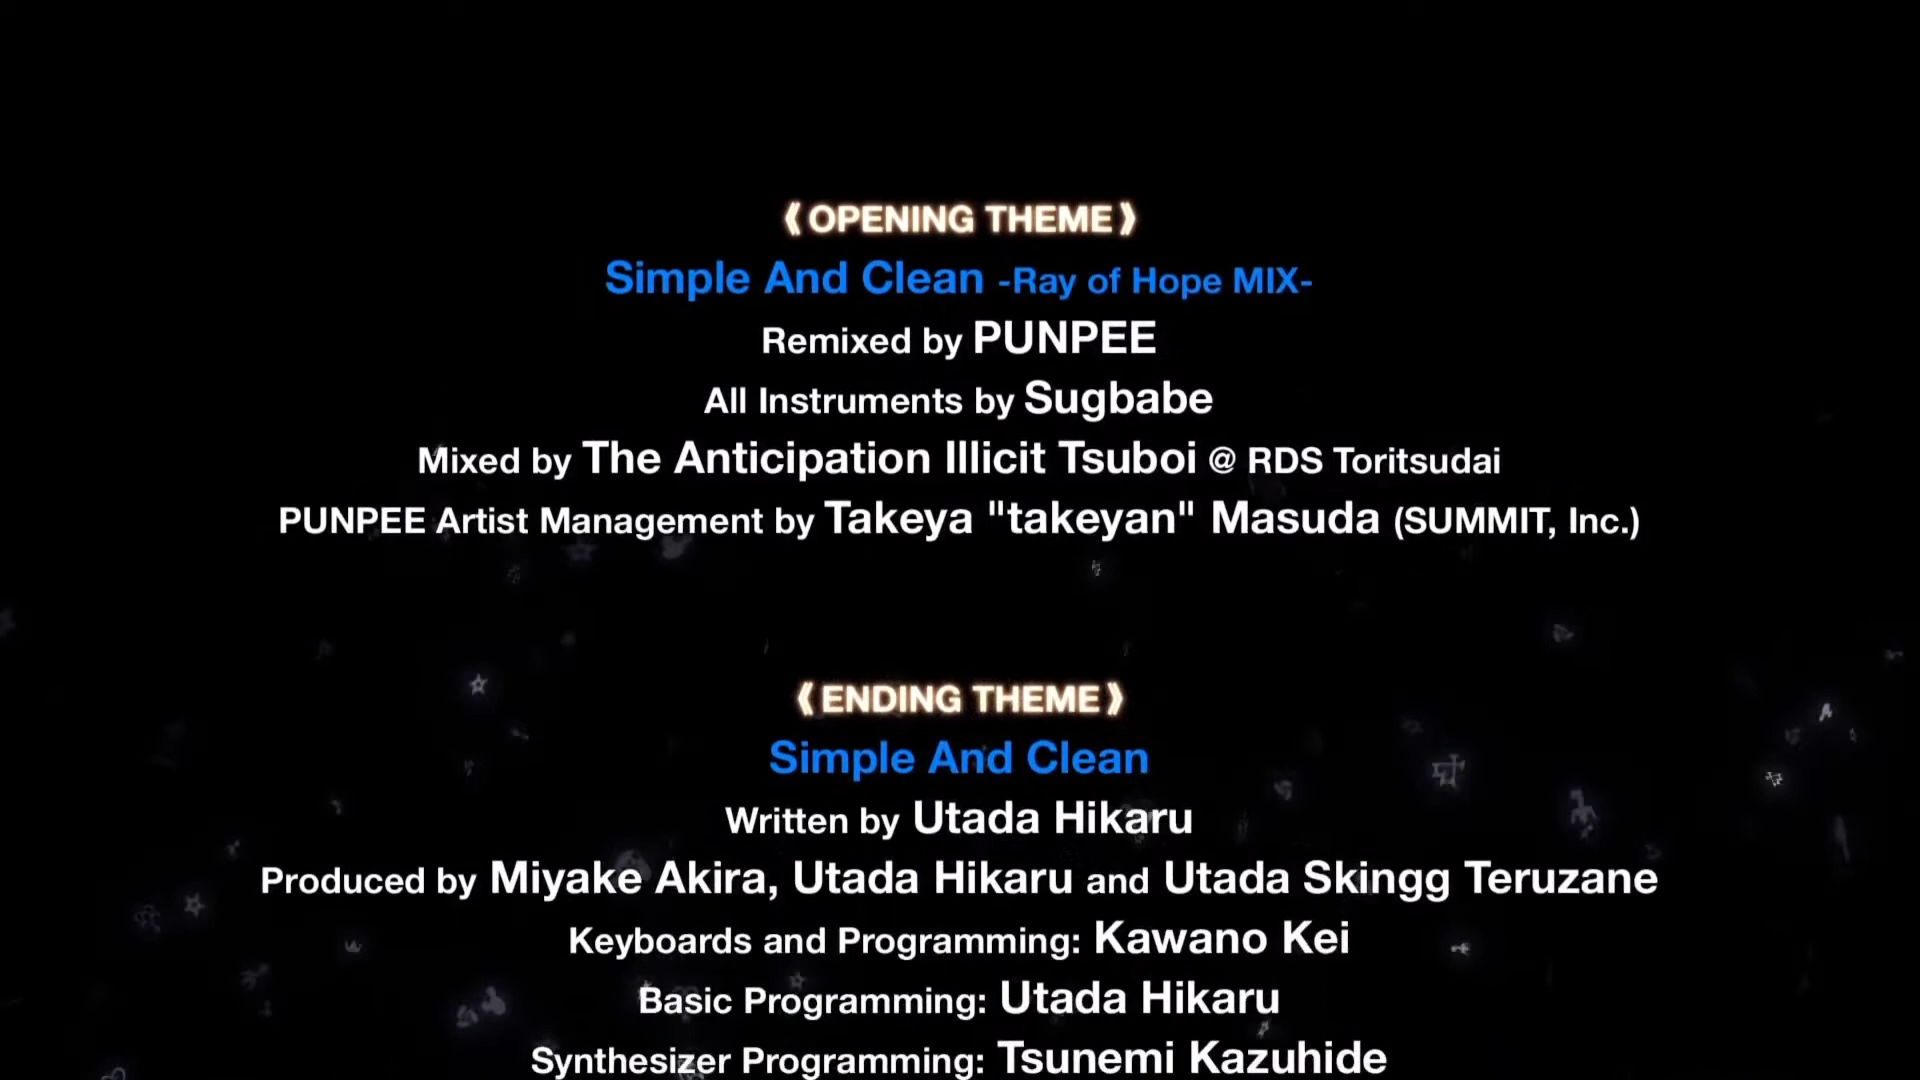 《OPENING THEME》
Simple And Clean -Ray of Hope MIX-
Remixed by PUNPEE
All Instruments by Sugbabe
Mixed by The Anticipation Illicit Tsuboi @ RDS Toritsudai
PUNPEE Artist Management by Takeya "takeyan" Masuda (SUMMIT, Inc.)
《ENDING THEME》
Simple And Clean
Written by Utada Hikaru
Produced by Miyake Akira, Utada Hikaru and Utada Skingg Teruzane
Keyboards and Programming: Kawano Kei
Basic Programming: Utada Hikaru
Synthesizer Programming: Tsunemi Kazuhide